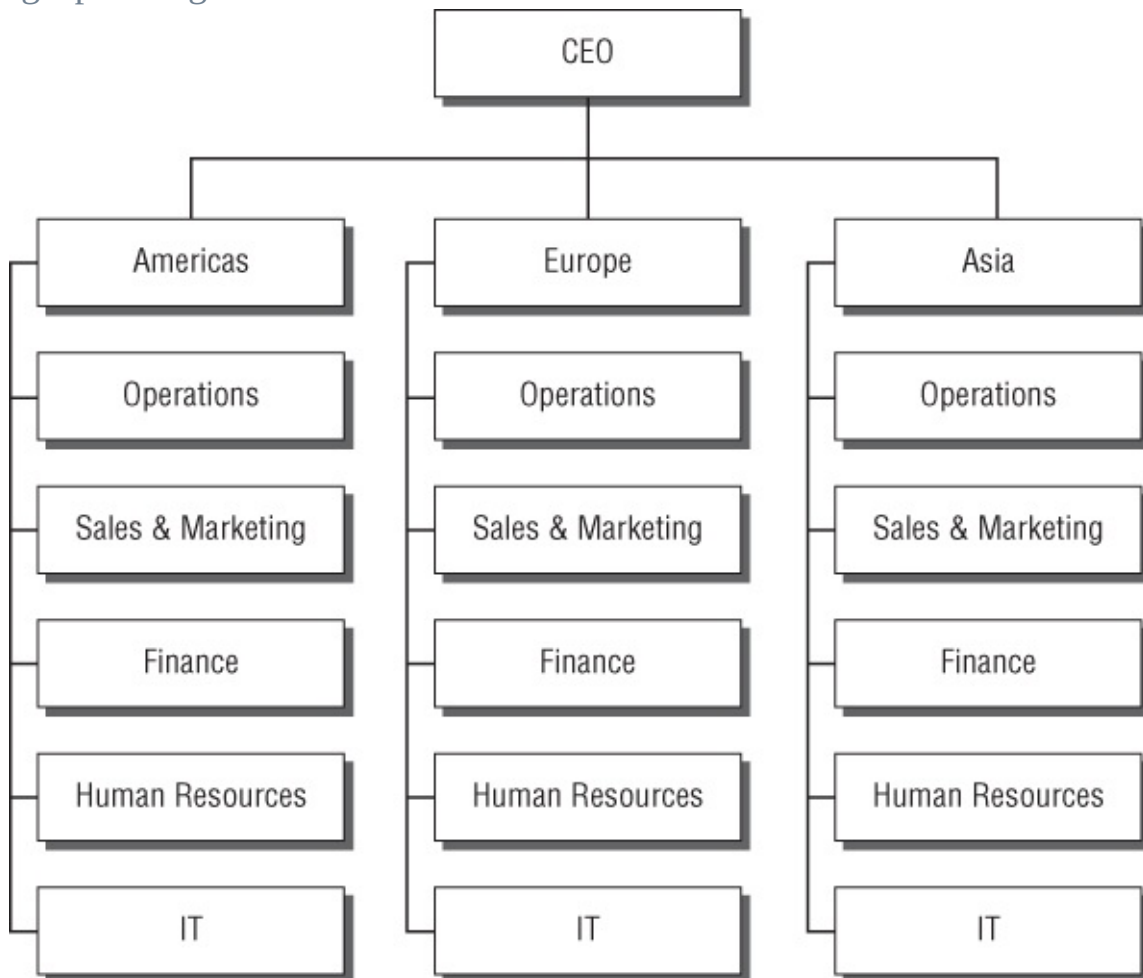 CEO
Americas
Europe
Asia
Operations
Operations
Operations
Sales & Marketing
Sales & Marketing
Sales & Marketing
Finance
Finance
Finance
Human Resources
Human Resources
Human Resources
IT
IT
IT